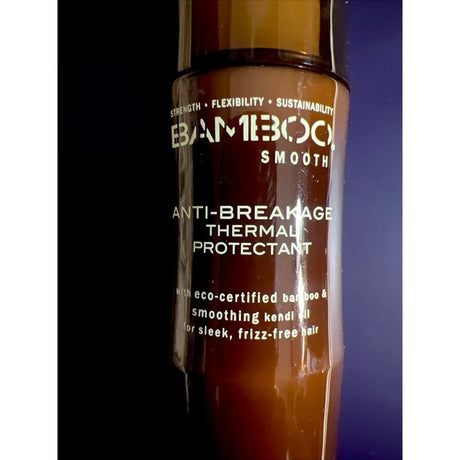 STRENGTH • FLEXIBILITY • SUSTAINABILITY
BAMBOO.
SMOOTH
ANTI-BREAKAGE
THERMAL
PROTECTANT
with eco-certified bamboo &
smoothing kendi oil
for sleek, frizz-free hair